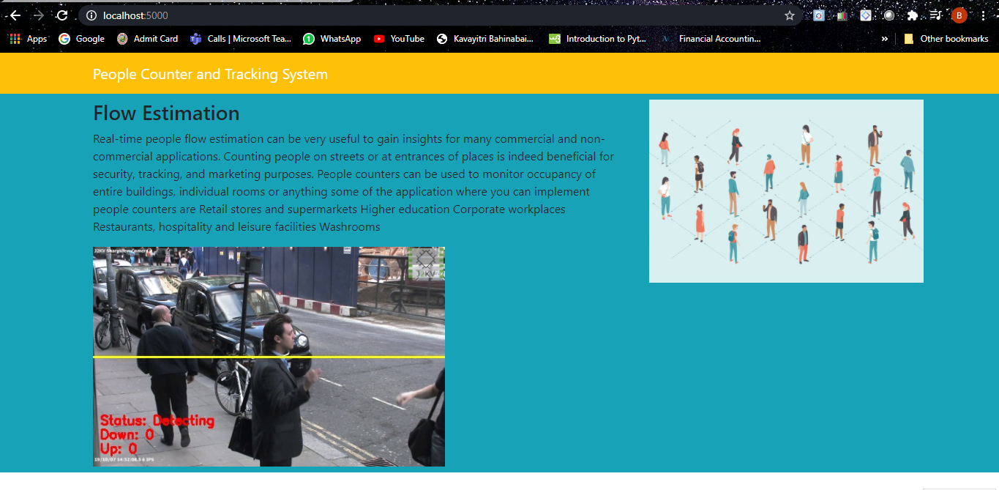 localhost:5000
B
Apps
Google
Admit Card
Calls | Microsoft Tea...
1
WhatsApp
YouTube
Kavayitri Bahinabai...
Introduction to Pyt...
Financial Accountin...
»
Other bookmarks
People Counter and Tracking System
Flow Estimation
Real-time people flow estimation can be very useful to gain insights for many commercial and non-
commercial applications. Counting people on streets or at entrances of places is indeed beneficial for
security, tracking, and marketing purposes. People counters can be used to monitor occupancy of
entire buildings, individual rooms or anything some of the application where you can implement
people counters are Retail stores and supermarkets Higher education Corporate workplaces
Restaurants, hospitality and leisure facilities Washrooms
Status: Detecting
Down: 0
Up: 0